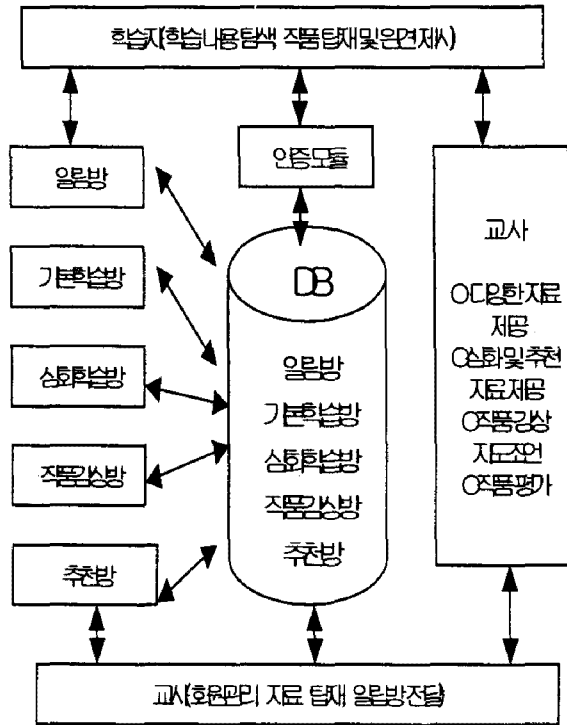 학습자(학습내용탐색, 작품 탑재 및 의견 제시)
알림방
인증모듈
기본학습방
심화학습방
작품감상방
추천방
DB
알림방
기본학습방
심화학습방
작품감상방
추천방
교사
○다양한 자료
제공
○심화 및 추천
자료 제공
○작품 감상
지도조언
○작품 평가
교사(회원관리, 자료 탑재, 알림방 전달)